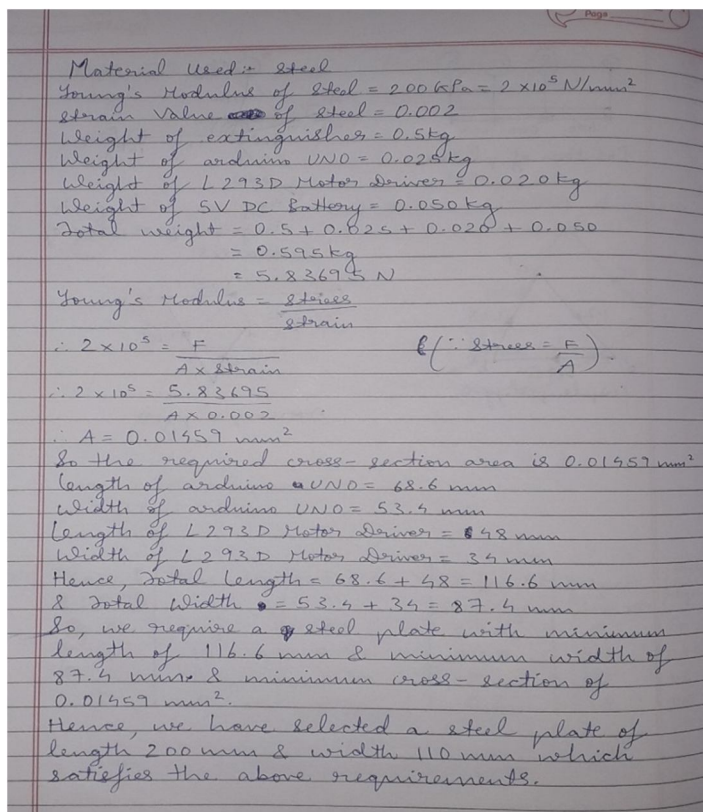 Page
Material Used:- Steel
Young's Modulus of Steel = 200 GPa = 2 × 10⁵ N/mm²
Strain Value of Steel = 0.002
Weight of extinguisher = 0.5kg
Weight of arduino UNO = 0.025kg
Weight of L293D Motor Driver = 0.020kg
Weight of 5V DC Battery = 0.050kg
Total weight = 0.5 + 0.025 + 0.020 + 0.050
= 0.595kg
= 5.83695 N
Young's Modulus = Stress / Strain
∴ 2 × 10⁵ = F / A × Strain (∵ Stress = F / A)
∴ 2 × 10⁵ = 5.83695 / A × 0.002
∴ A = 0.01459 mm²
So the required cross-section area is 0.01459 mm²
Length of arduino UNO = 68.6 mm
Width of arduino UNO = 53.4 mm
Length of L293D Motor Driver = 48 mm
Width of L293D Motor Driver = 34 mm
Hence, Total Length = 68.6 + 48 = 116.6 mm
& Total Width = 53.4 + 34 = 87.4 mm
So, we require a steel plate with minimum
length of 116.6 mm & minimum width of
87.4 mm. & minimum cross-section of
0.01459 mm².
Hence, we have selected a steel plate of
length 200 mm & width 110 mm which
satisfies the above requirements.